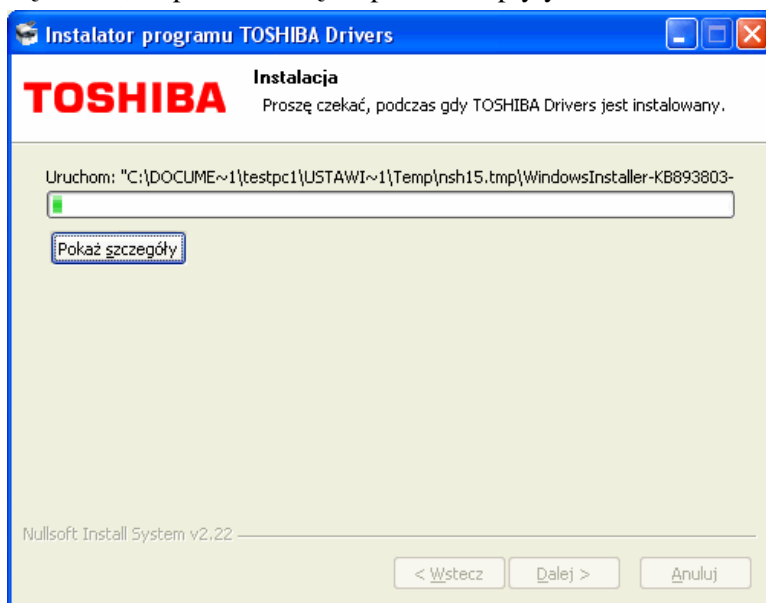 Instalator programu TOSHIBA Drivers
TOSHIBA
Instalacja
Proszę czekać, podczas gdy TOSHIBA Drivers jest instalowany.
Uruchom: "C:\DOCUME~1\testpc1\USTAWI~1\Temp\nsh15.tmp\WindowsInstaller-KB893803-
Pokaż szczegóły
Nullsoft Install System v2.22
< Wstecz
Dalej >
Anuluj